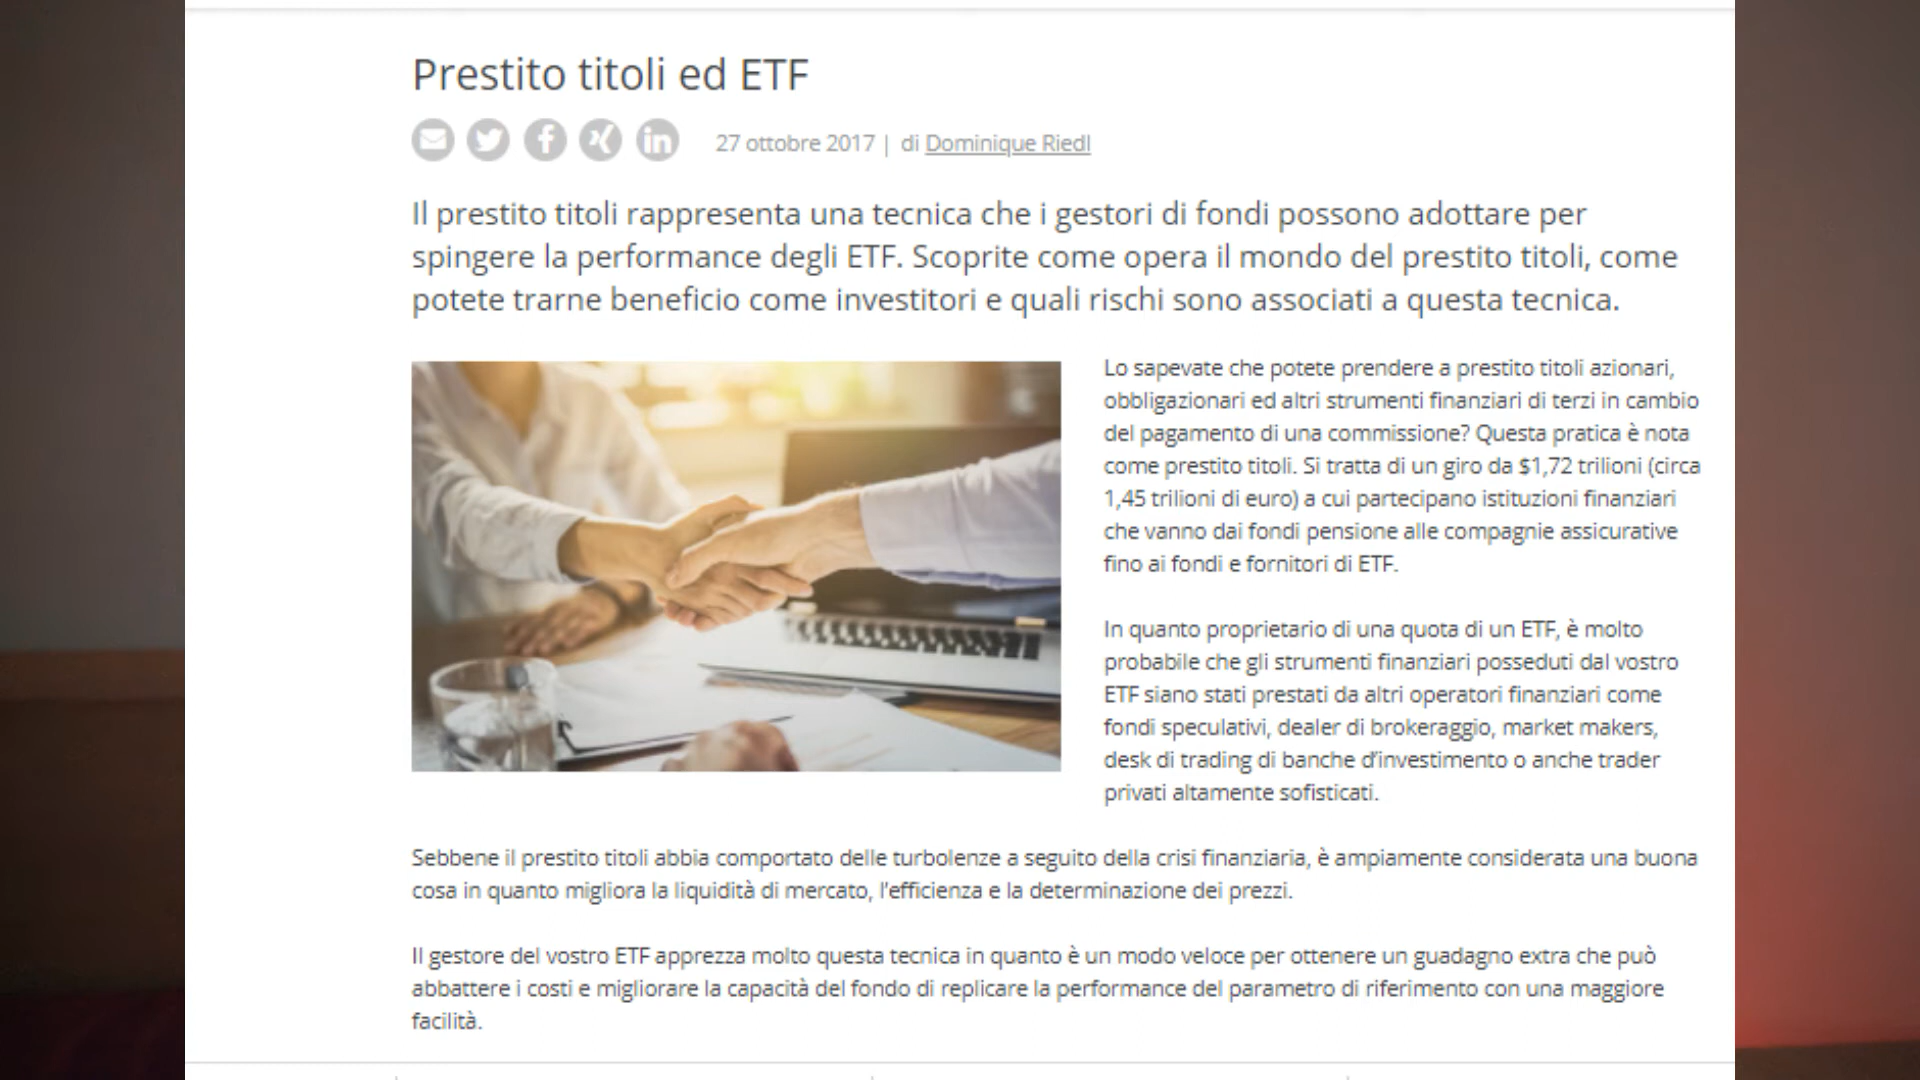 Prestito titoli ed ETF
27 ottobre 2017 | di Dominique Riedl
Il prestito titoli rappresenta una tecnica che i gestori di fondi possono adottare per
spingere la performance degli ETF. Scoprite come opera il mondo del prestito titoli, come
potete trarne beneficio come investitori e quali rischi sono associati a questa tecnica.
Lo sapevate che potete prendere a prestito titoli azionari,
obbligazionari ed altri strumenti finanziari di terzi in cambio
del pagamento di una commissione? Questa pratica è nota
come prestito titoli. Si tratta di un giro da $1,72 trilioni (circa
1,45 trilioni di euro) a cui partecipano istituzioni finanziari
che vanno dai fondi pensione alle compagnie assicurative
fino ai fondi e fornitori di ETF.
In quanto proprietario di una quota di un ETF, è molto
probabile che gli strumenti finanziari posseduti dal vostro
ETF siano stati prestati da altri operatori finanziari come
fondi speculativi, dealer di brokeraggio, market makers,
desk di trading di banche d'investimento o anche trader
privati altamente sofisticati.
Sebbene il prestito titoli abbia comportato delle turbolenze a seguito della crisi finanziaria, è ampiamente considerata una buona
cosa in quanto migliora la liquidità di mercato, l'efficienza e la determinazione dei prezzi.
Il gestore del vostro ETF apprezza molto questa tecnica in quanto è un modo veloce per ottenere un guadagno extra che può
abbattere i costi e migliorare la capacità del fondo di replicare la performance del parametro di riferimento con una maggiore
facilità.